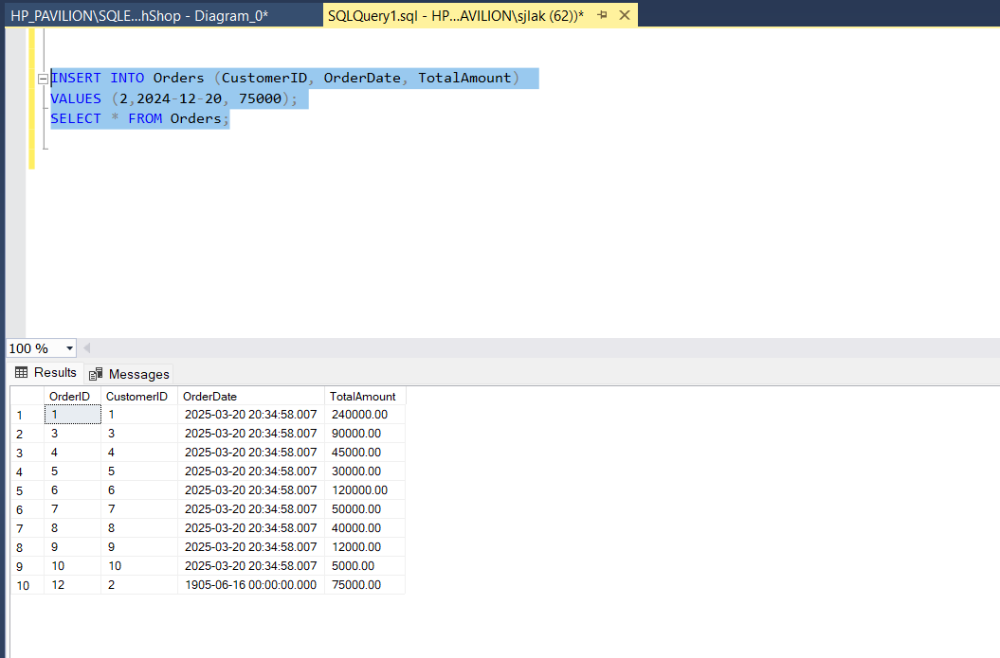 HP_PAVILION\SQLE...hShop - Diagram_0* SQLQuery1.sql - HP...AVILION\sjlak (62))*
INSERT INTO Orders (CustomerID, OrderDate, TotalAmount)
VALUES (2,2024-12-20, 75000);
SELECT * FROM Orders;
100 %
Results Messages
OrderID CustomerID OrderDate TotalAmount
1 1 1 2025-03-20 20:34:58.007 240000.00
2 3 3 2025-03-20 20:34:58.007 90000.00
3 4 4 2025-03-20 20:34:58.007 45000.00
4 5 5 2025-03-20 20:34:58.007 30000.00
5 6 6 2025-03-20 20:34:58.007 120000.00
6 7 7 2025-03-20 20:34:58.007 50000.00
7 8 8 2025-03-20 20:34:58.007 40000.00
8 9 9 2025-03-20 20:34:58.007 12000.00
9 10 10 2025-03-20 20:34:58.007 5000.00
10 12 2 1905-06-16 00:00:00.000 75000.00